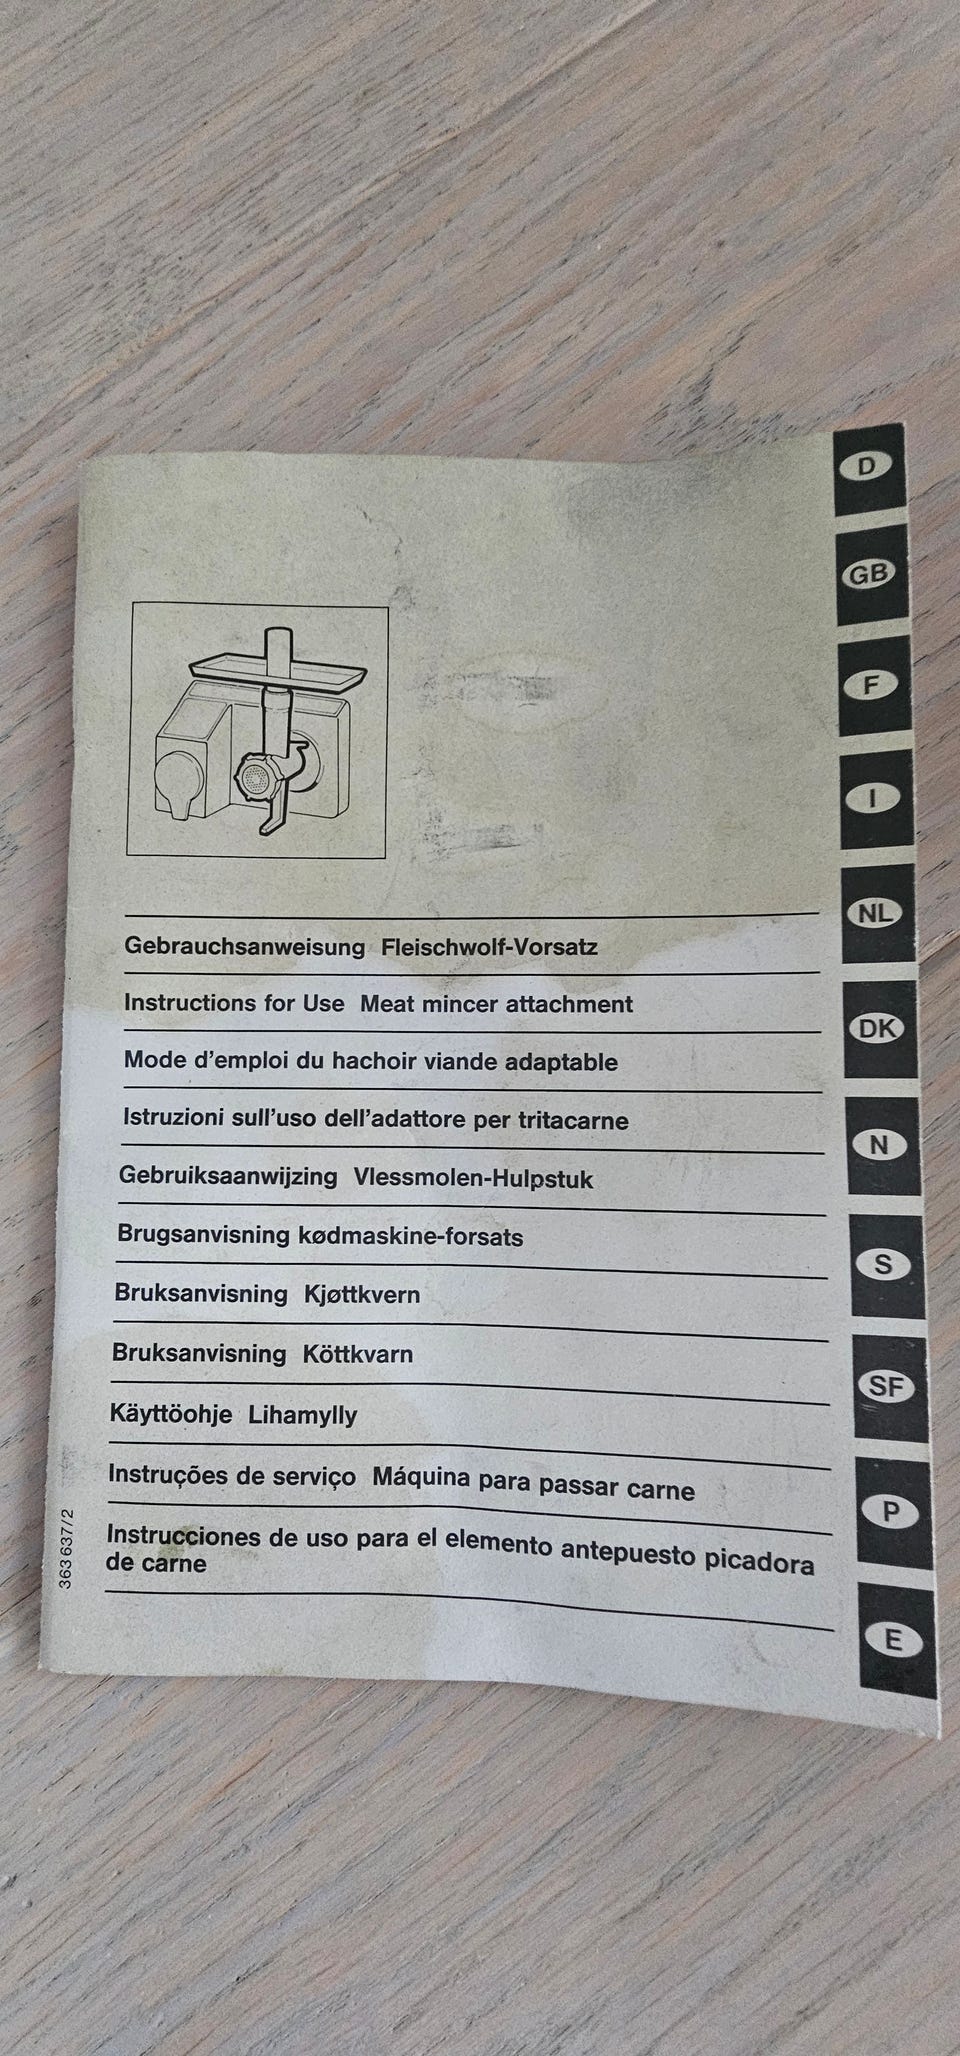 D
GB
F
I
NL
DK
N
S
SF
P
E
Gebrauchsanweisung Fleischwolf-Vorsatz
Instructions for Use Meat mincer attachment
Mode d'emploi du hachoir viande adaptable
Istruzioni sull'uso dell'adattore per tritacarne
Gebruiksaanwijzing Vlessmolen-Hulpstuk
Brugsanvisning kødmaskine-forsats
Bruksanvisning Kjøttkvern
Bruksanvisning Köttkvarn
Käyttöohje Lihamylly
Instruções de serviço Máquina para passar carne
Instrucciones de uso para el elemento antepuesto picadora
de carne
363 637/2